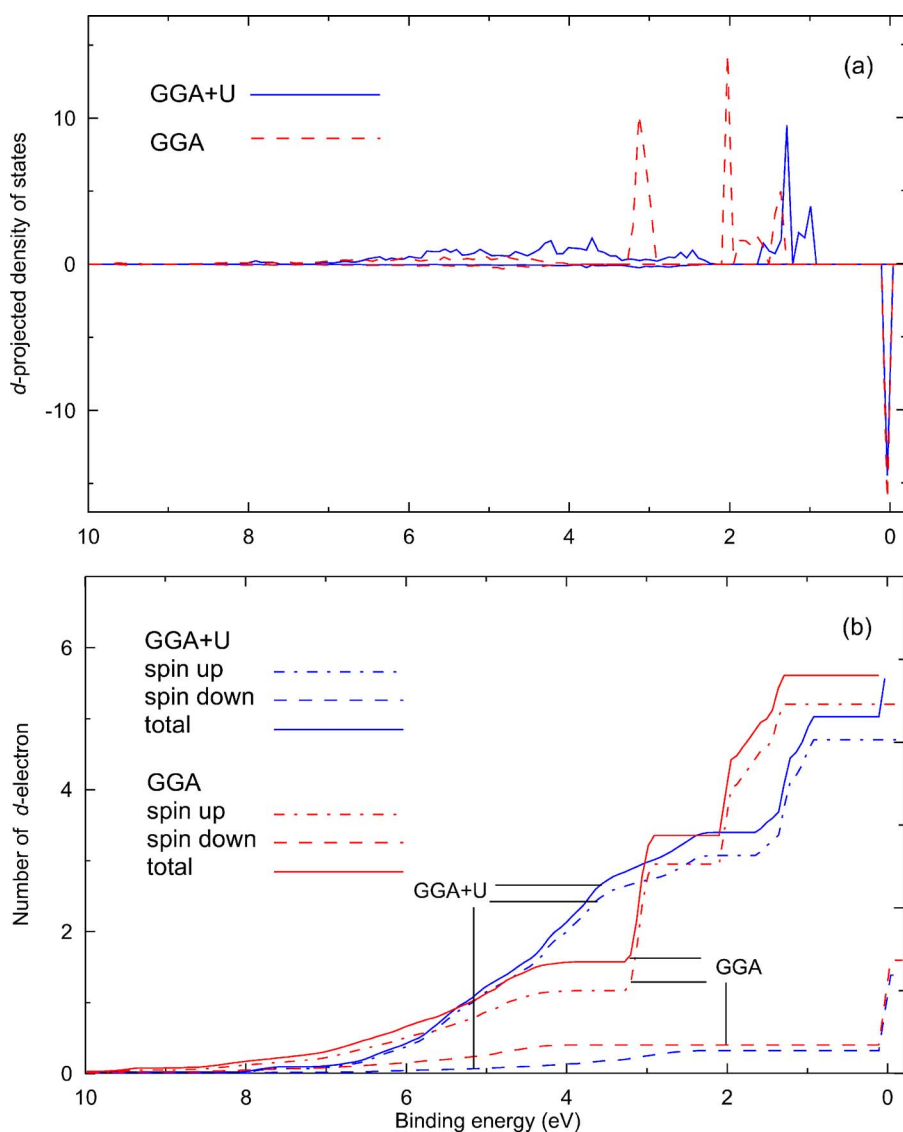 (a)
GGA+U
GGA
10
0
-10
d-projected density of states
10 8 6 4 2 0
(b)
6
4
2
0
Number of d-electron
GGA+U
spin up
spin down
total
GGA
spin up
spin down
total
GGA+U
GGA
10 8 6 4 2 0
Binding energy (eV)